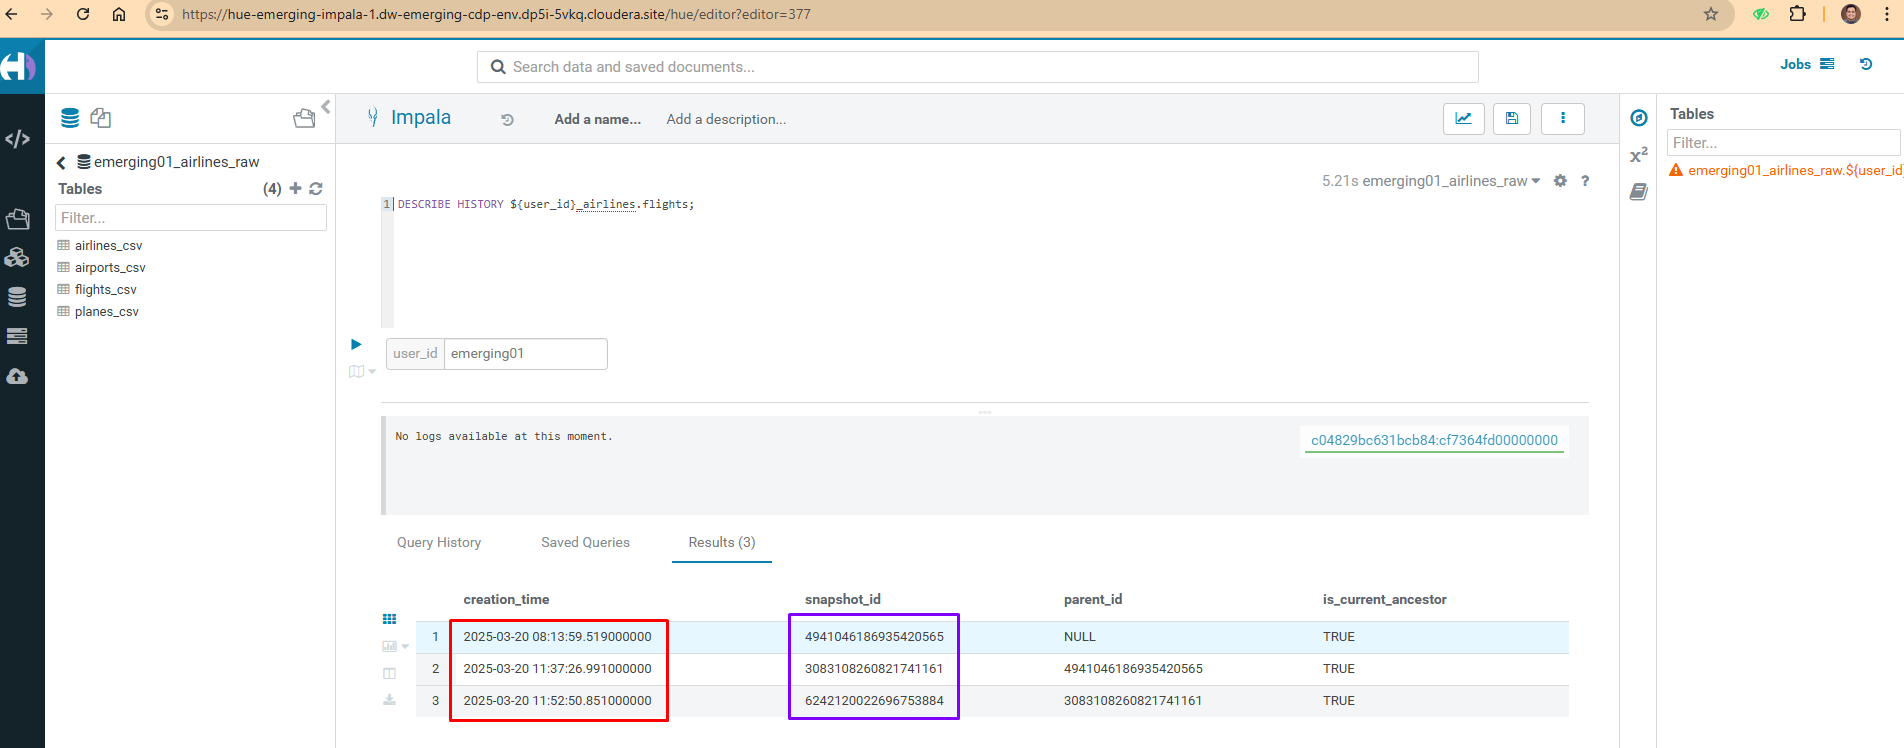 https://hue-emerging-impala-1.dw-emerging-cdp-env.dp5i-5vkq.cloudera.site/hue/editor?editor=377
Search data and saved documents...
Jobs
Impala
Add a name...
Add a description...
Tables
Filter...
emerging01_airlines_raw.${user_id
emerging01_airlines_raw
Tables
(4)
Filter...
airlines_csv
airports_csv
flights_csv
planes_csv
5.21s emerging01_airlines_raw
?
x²
1 DESCRIBE HISTORY ${user_id}_airlines.flights;
user_id emerging01
No logs available at this moment.
c04829bc631bcb84:cf7364fd00000000
Query History Saved Queries Results (3)
creation_time snapshot_id parent_id is_current_ancestor
1 2025-03-20 08:13:59.519000000 4941046186935420565 NULL TRUE
2 2025-03-20 11:37:26.991000000 3083108260821741161 4941046186935420565 TRUE
3 2025-03-20 11:52:50.851000000 6242120022696753884 3083108260821741161 TRUE